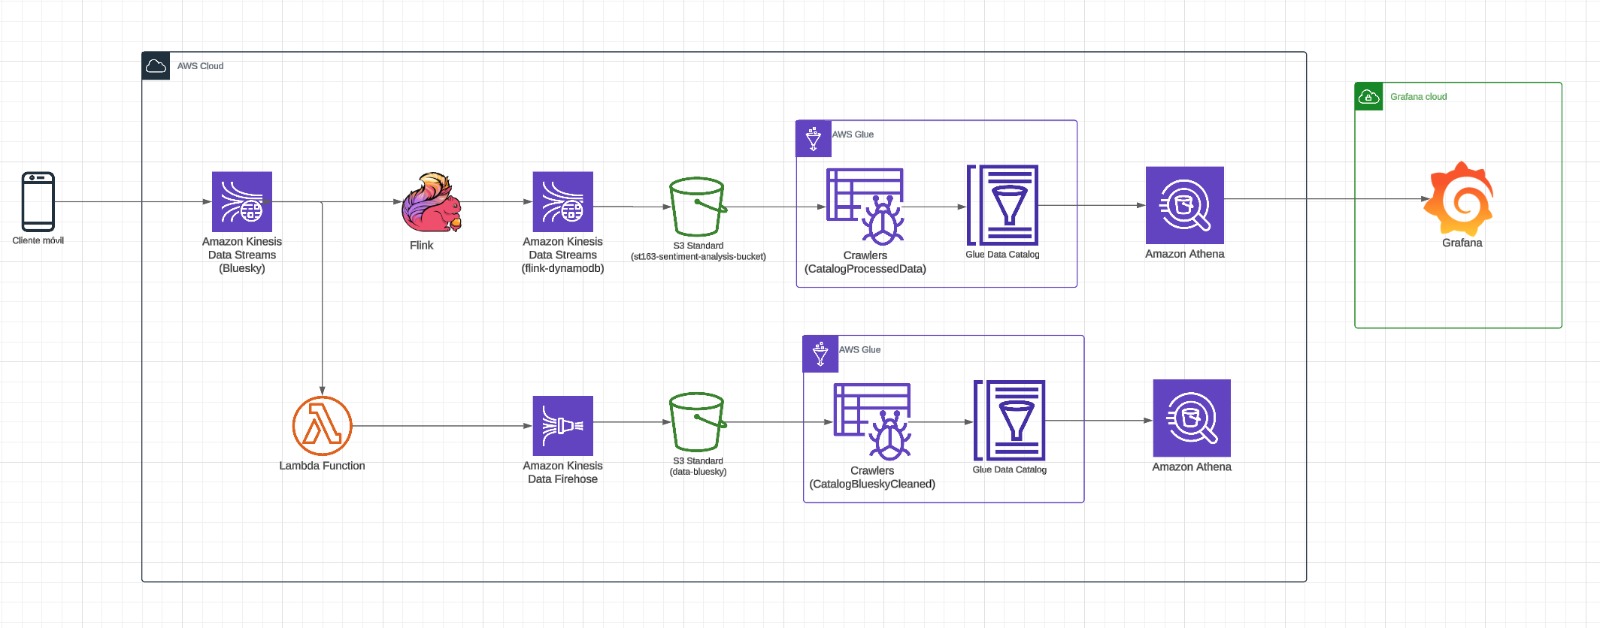 AWS Cloud
Grafana cloud
AWS Glue
Cliente móvil
Amazon Kinesis
Data Streams
(Bluesky)
Flink
Amazon Kinesis
Data Streams
(flink-dynamodb)
S3 Standard
(st163-sentiment-analysis-bucket)
Crawlers
(CatalogProcessedData)
Glue Data Catalog
Amazon Athena
Grafana
AWS Glue
Lambda Function
Amazon Kinesis
Data Firehose
S3 Standard
(data-bluesky)
Crawlers
(CatalogBlueskyCleaned)
Glue Data Catalog
Amazon Athena